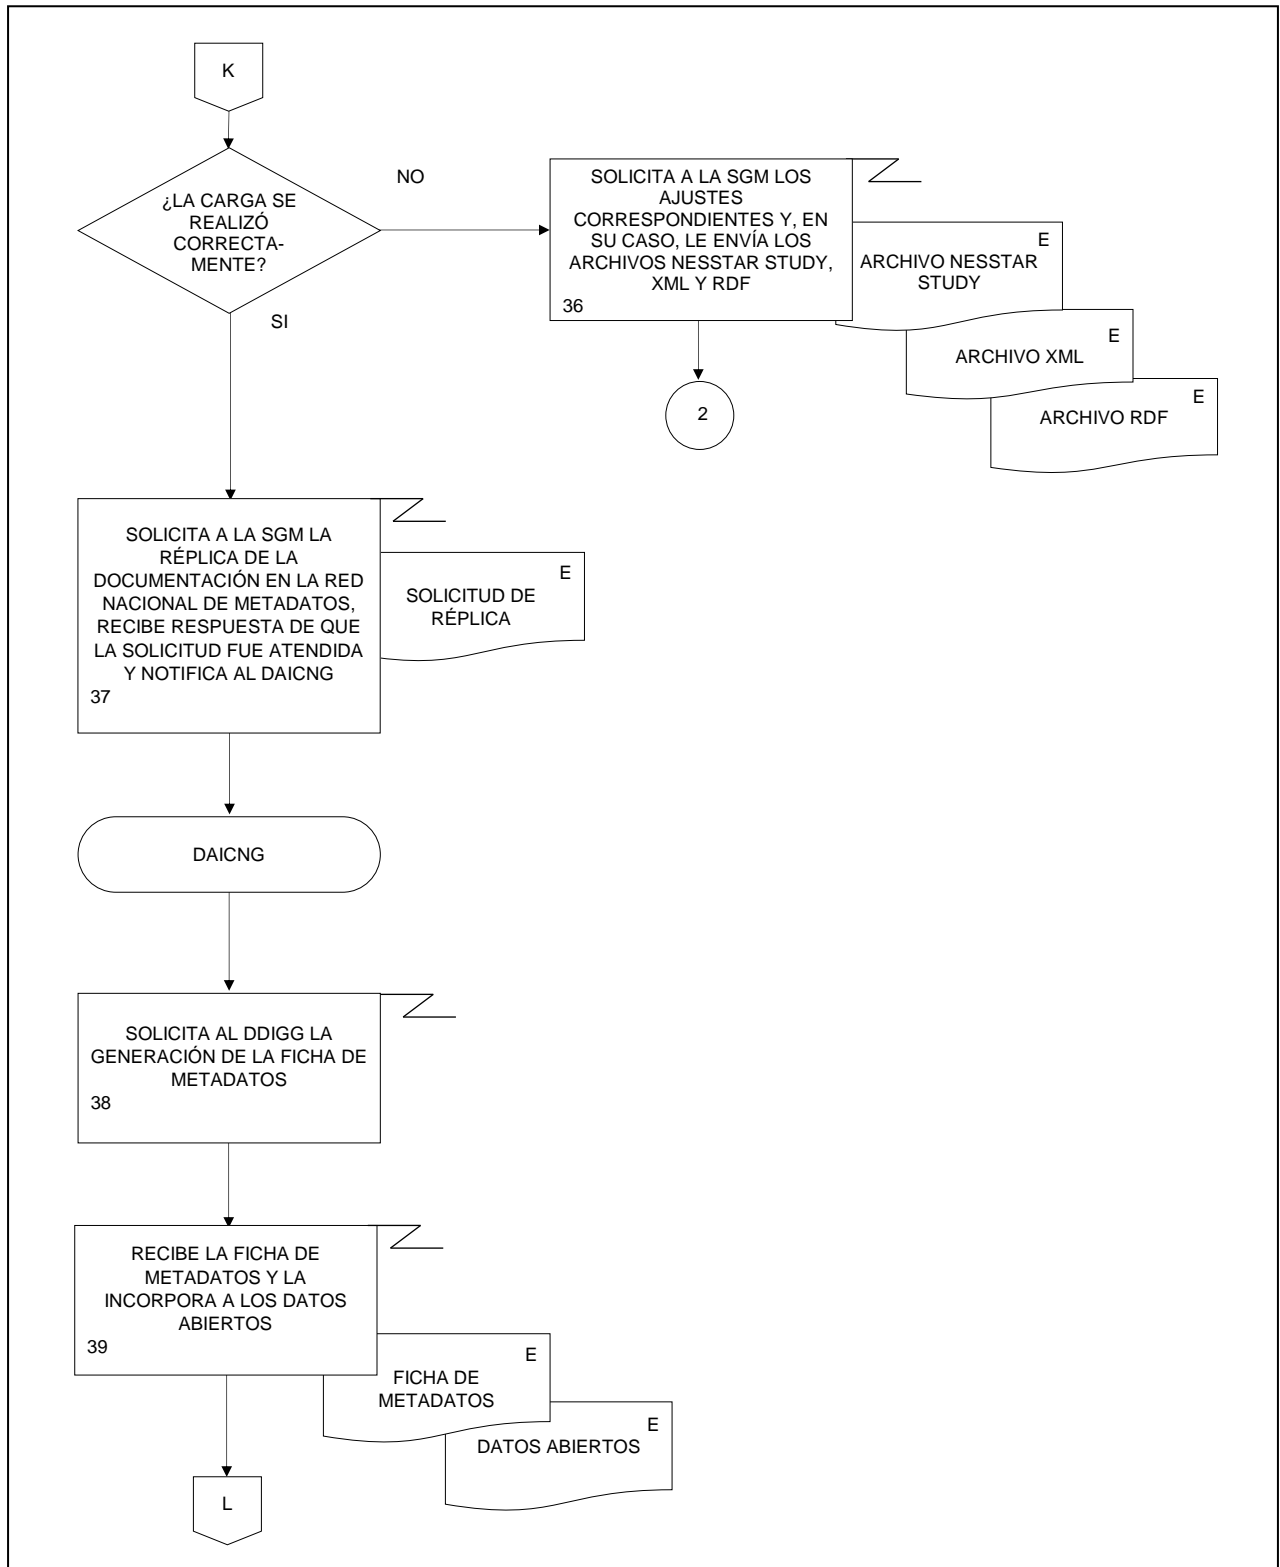 K
¿LA CARGA SE
REALIZÓ
CORRECTA-
MENTE?
NO
SI
SOLICITA A LA SGM LOS
AJUSTES
CORRESPONDIENTES Y, EN
SU CASO, LE ENVÍA LOS
ARCHIVOS NESSTAR STUDY,
XML Y RDF
36
E
ARCHIVO NESSTAR
STUDY
E
ARCHIVO XML
E
ARCHIVO RDF
2
SOLICITA A LA SGM LA
RÉPLICA DE LA
DOCUMENTACIÓN EN LA RED
NACIONAL DE METADATOS,
RECIBE RESPUESTA DE QUE
LA SOLICITUD FUE ATENDIDA
Y NOTIFICA AL DAICNG
37
E
SOLICITUD DE
RÉPLICA
DAICNG
SOLICITA AL DDIGG LA
GENERACIÓN DE LA FICHA DE
METADATOS
38
RECIBE LA FICHA DE
METADATOS Y LA
INCORPORA A LOS DATOS
ABIERTOS
39
E
FICHA DE
METADATOS
E
DATOS ABIERTOS
L